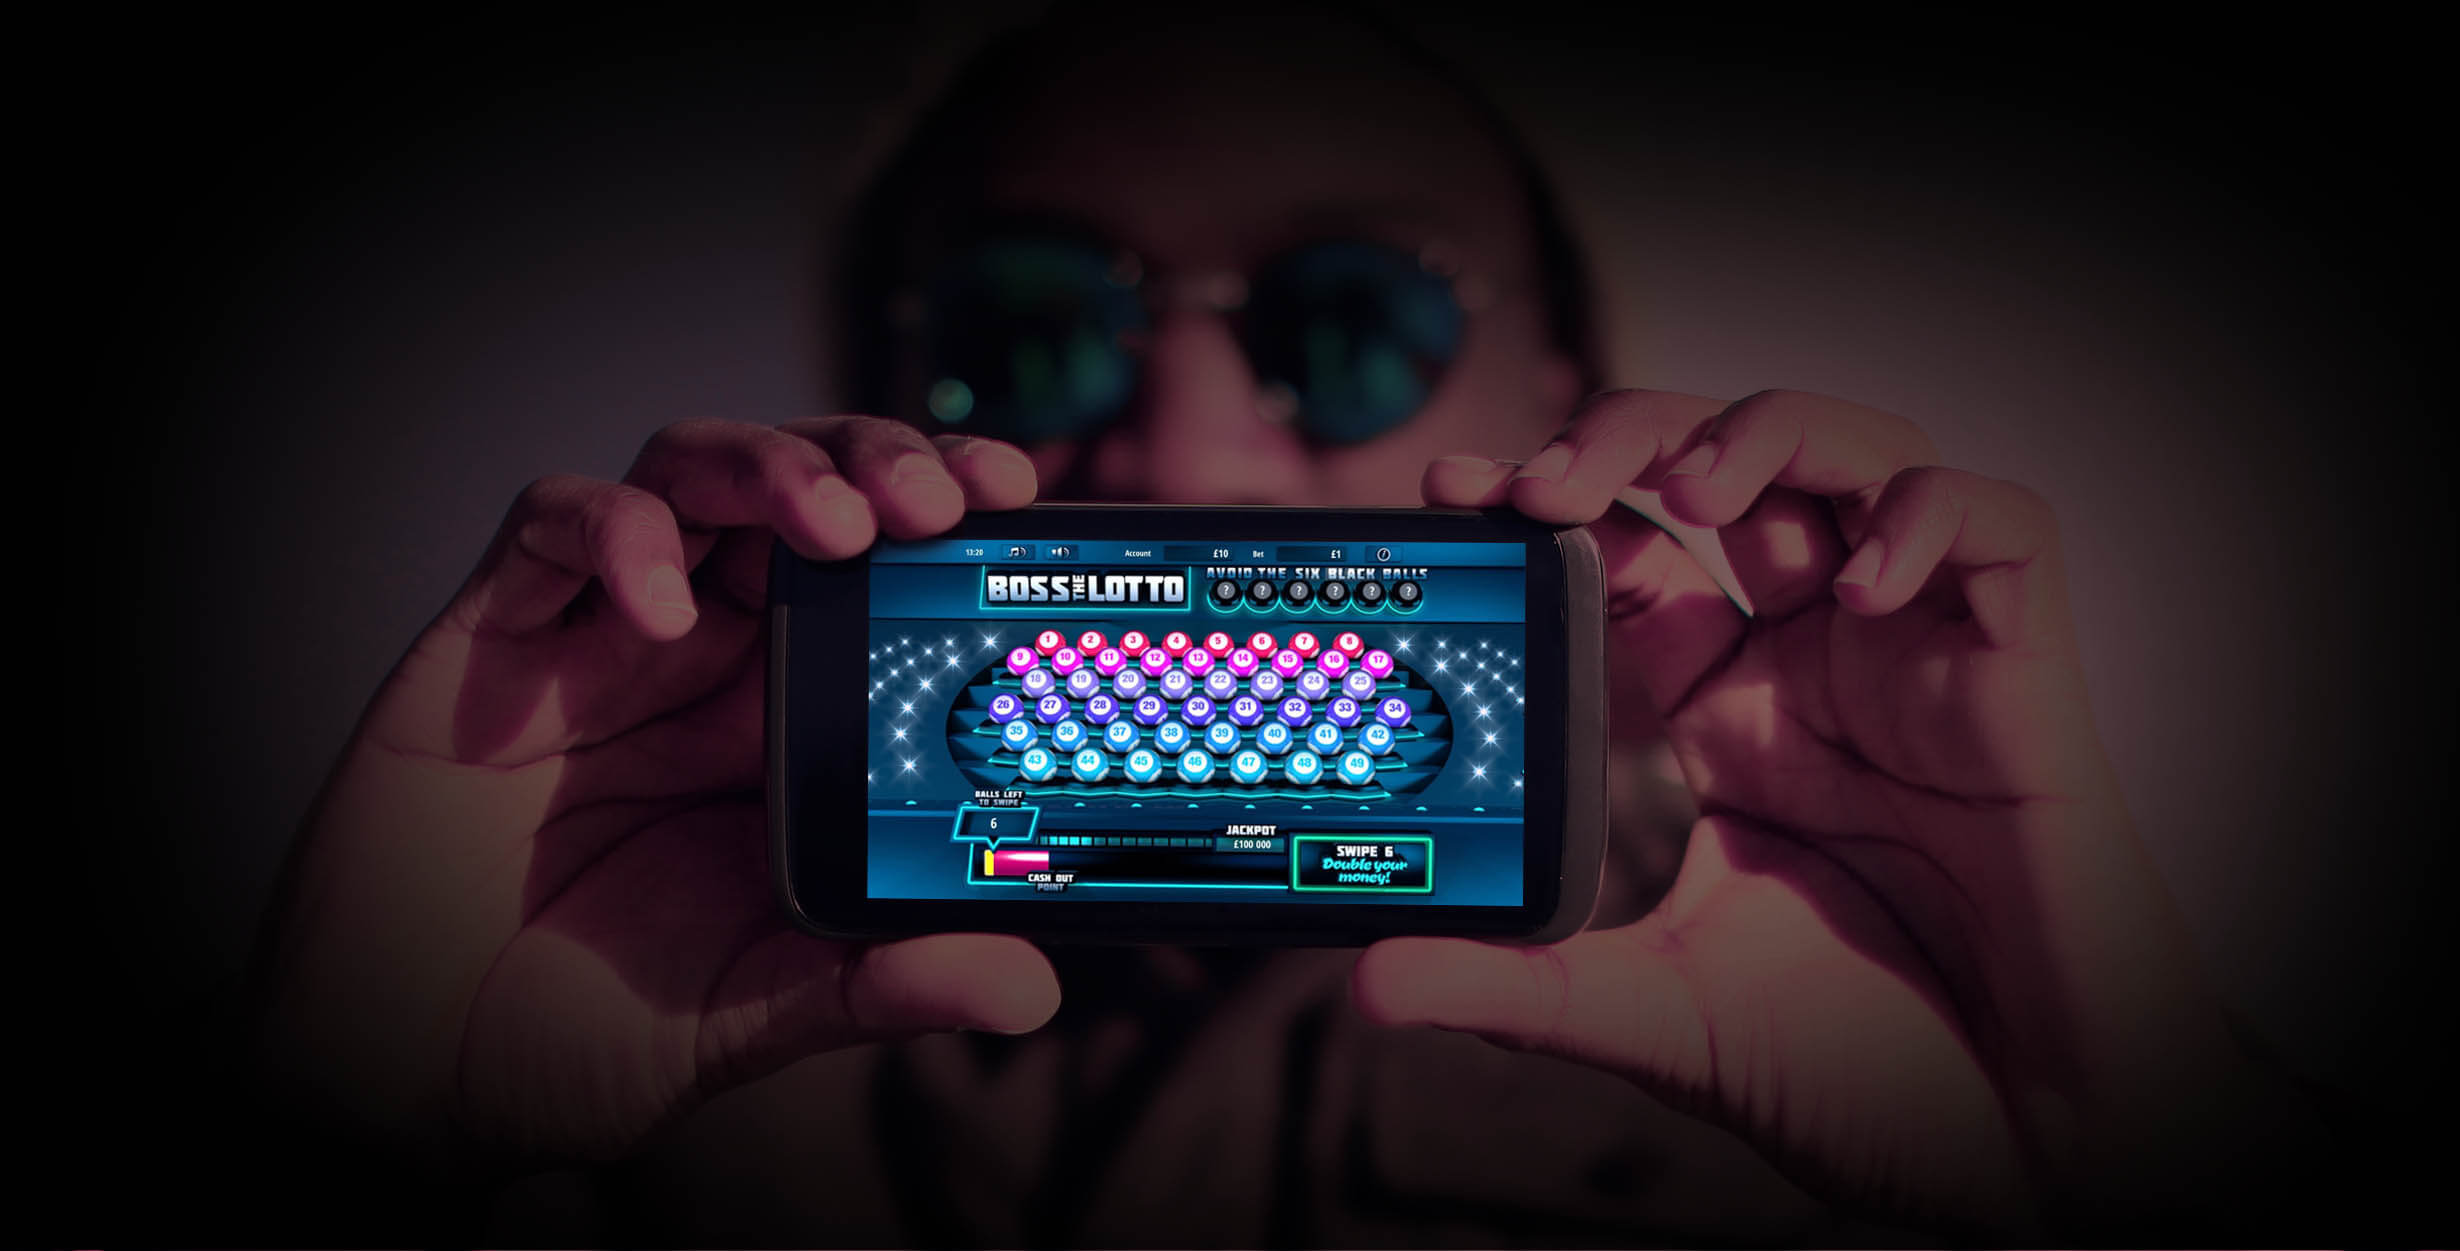 13:20 Account £10 Bet £1 i
BOSS THE LOTTO
AVOID THE SIX BLACK BALLS
? ? ? ? ? ?
1 2 3 4 5 6 7 8
9 10 11 12 13 14 15 16 17
18 19 20 21 22 23 24 25
26 27 28 29 30 31 32 33 34
35 36 37 38 39 40 41 42
43 44 45 46 47 48 49
BALLS LEFT
TO SWIPE
6
JACKPOT
£100 000
CASH OUT
POINT
SWIPE 6
Double your
money!